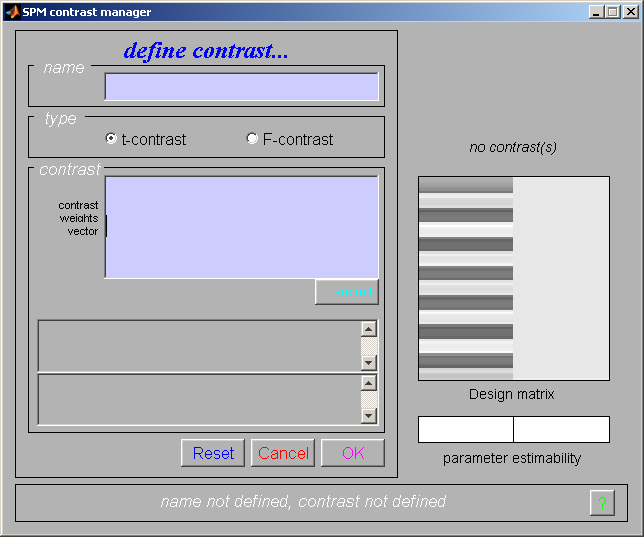 SPM contrast manager
define contrast...
name
type
t-contrast
F-contrast
contrast
contrast
weights
vector
no contrast(s)
Design matrix
Reset
Cancel
OK
parameter estimability
name not defined, contrast not defined
?